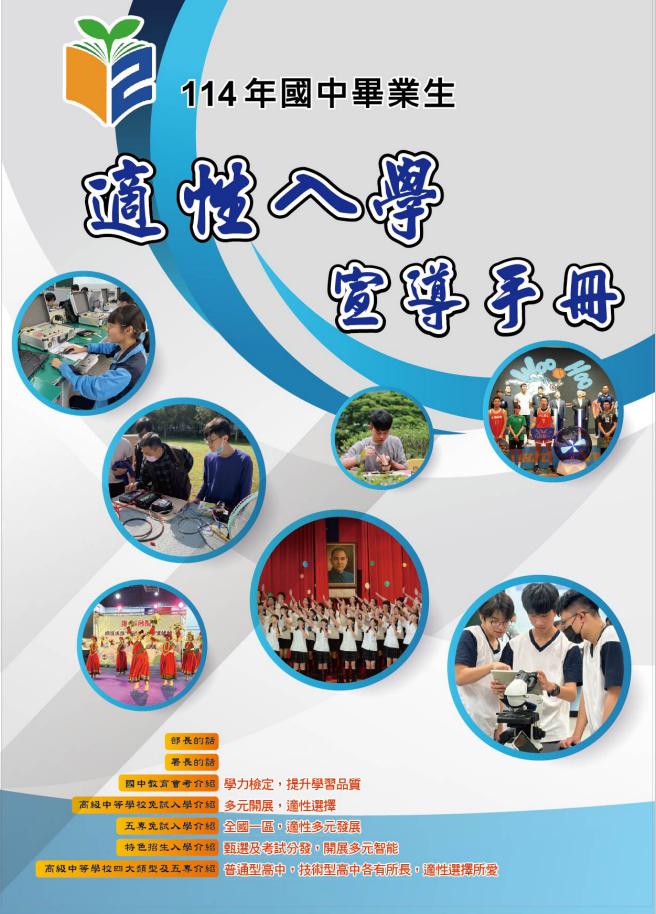 114年國中畢業生
適性入學
宣導手冊
WOO HOO
部長的話
署長的話
國中教育會考介紹 學力檢定，提升學習品質
高級中等學校免試入學介紹 多元開展，適性選擇
五專免試入學介紹 全國一區，適性多元發展
特色招生入學介紹 甄選及考試分發，開展多元智能
高級中等學校四大類型及五專介紹 普通型高中，技術型高中各有所長，適性選擇所愛